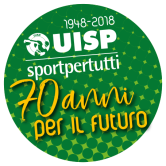 1948-2018
UISP
sportpertutti
70 anni
PER IL FUTURO